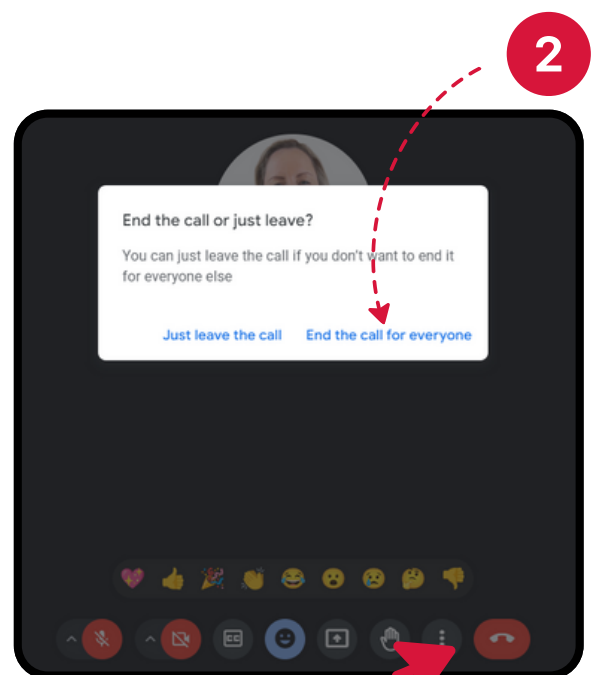 2
End the call or just leave?
You can just leave the call if you don't want to end it
for everyone else
Just leave the call End the call for everyone
CC